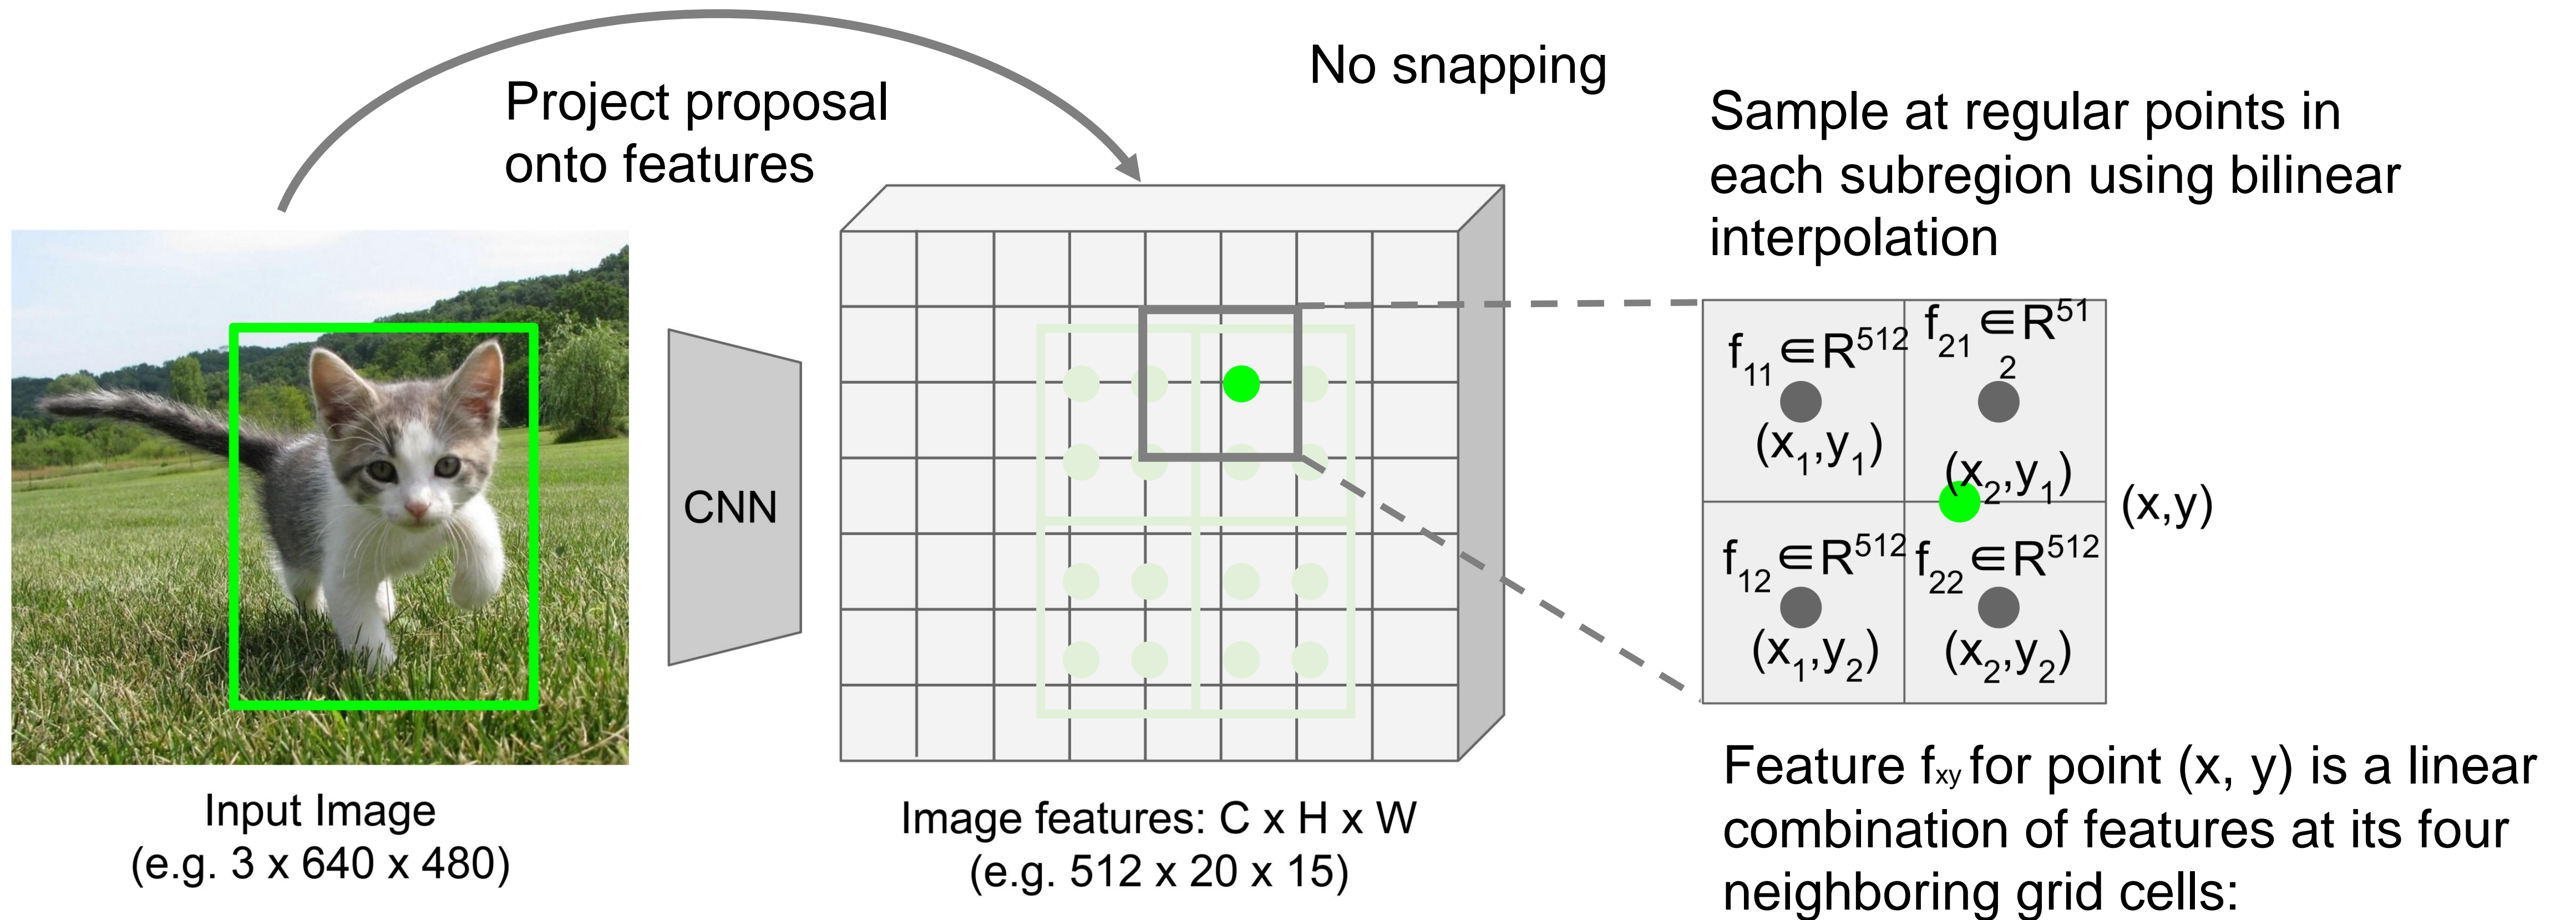 Project proposal
onto features
No snapping
Sample at regular points in
each subregion using bilinear
interpolation
CNN
f₁₁ ∈R⁵¹²
(x₁,y₁)
f₂₁ ∈R⁵¹
₂
(x₂,y₁)
(x,y)
f₁₂ ∈R⁵¹²
(x₁,y₂)
f₂₂ ∈R⁵¹²
(x₂,y₂)
Input Image
(e.g. 3 x 640 x 480)
Image features: C x H x W
(e.g. 512 x 20 x 15)
Feature fxy for point (x, y) is a linear
combination of features at its four
neighboring grid cells: